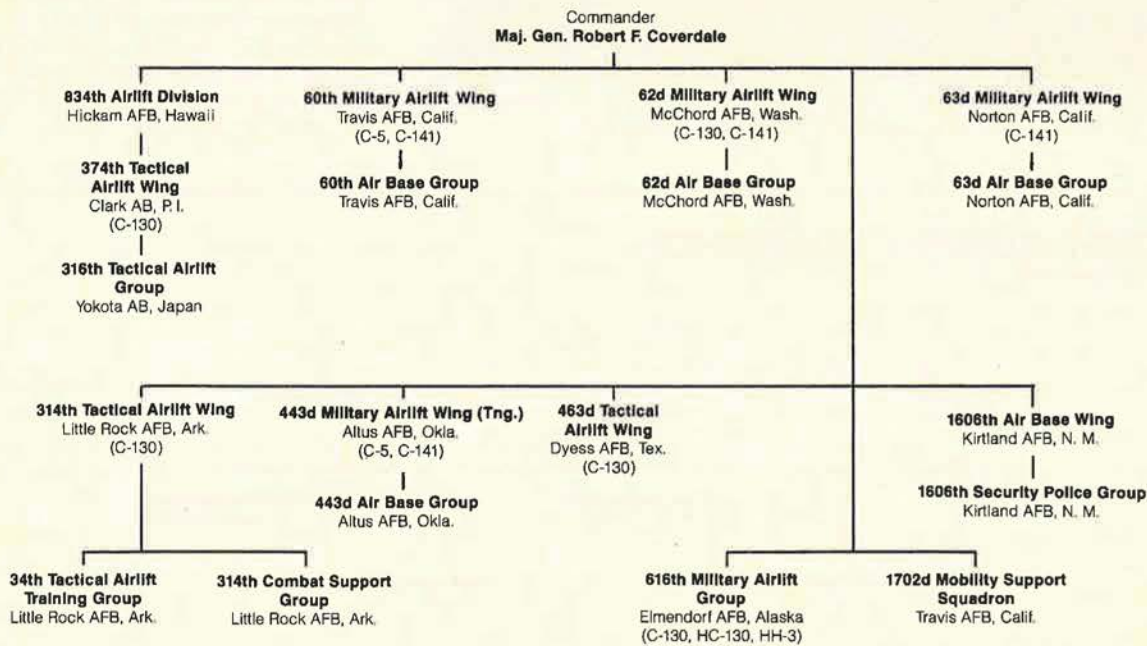 Commander
Maj. Gen. Robert F. Coverdale
834th Airlift Division
Hickam AFB, Hawaii
374th Tactical
Airlift Wing
Clark AB, P. I.
(C-130)
316th Tactical Airlift
Group
Yokota AB, Japan
60th Military Airlift Wing
Travis AFB, Calif.
(C-5, C-141)
60th Air Base Group
Travis AFB, Calif.
62d Military Airlift Wing
McChord AFB, Wash.
(C-130, C-141)
62d Air Base Group
McChord AFB, Wash.
63d Military Airlift Wing
Norton AFB, Calif.
(C-141)
63d Air Base Group
Norton AFB, Calif.
314th Tactical Airlift Wing
Little Rock AFB, Ark.
(C-130)
34th Tactical Airlift
Training Group
Little Rock AFB, Ark.
314th Combat Support
Group
Little Rock AFB, Ark.
443d Military Airlift Wing (Tng.)
Altus AFB, Okla.
(C-5, C-141)
443d Air Base Group
Altus AFB, Okla.
463d Tactical
Airlift Wing
Dyess AFB, Tex.
(C-130)
1606th Air Base Wing
Kirtland AFB, N. M.
1606th Security Police Group
Kirtland AFB, N. M.
616th Military Airlift
Group
Elmendorf AFB, Alaska
(C-130, HC-130, HH-3)
1702d Mobility Support
Squadron
Travis AFB, Calif.